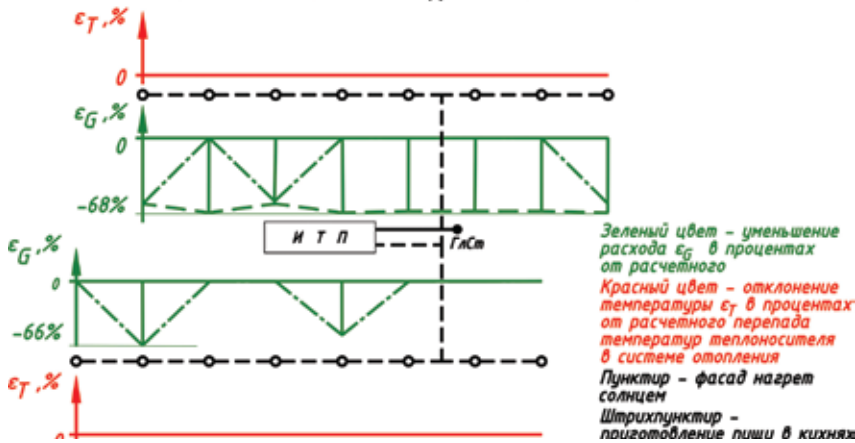 ε_T, %
0
ε_G, %
0
-68%
И Т П
ГлСт
ε_G, %
0
-66%
ε_T, %
0
Зеленый цвет - уменьшение
расхода ε_G в процентах
от расчетного
Красный цвет - отклонение
температуры ε_T в процентах
от расчетного перепада
температур теплоносителя
в системе отопления
Пунктир - фасад нагрет
солнцем
Штрихпунктир -
приготовление пищи в кухнях